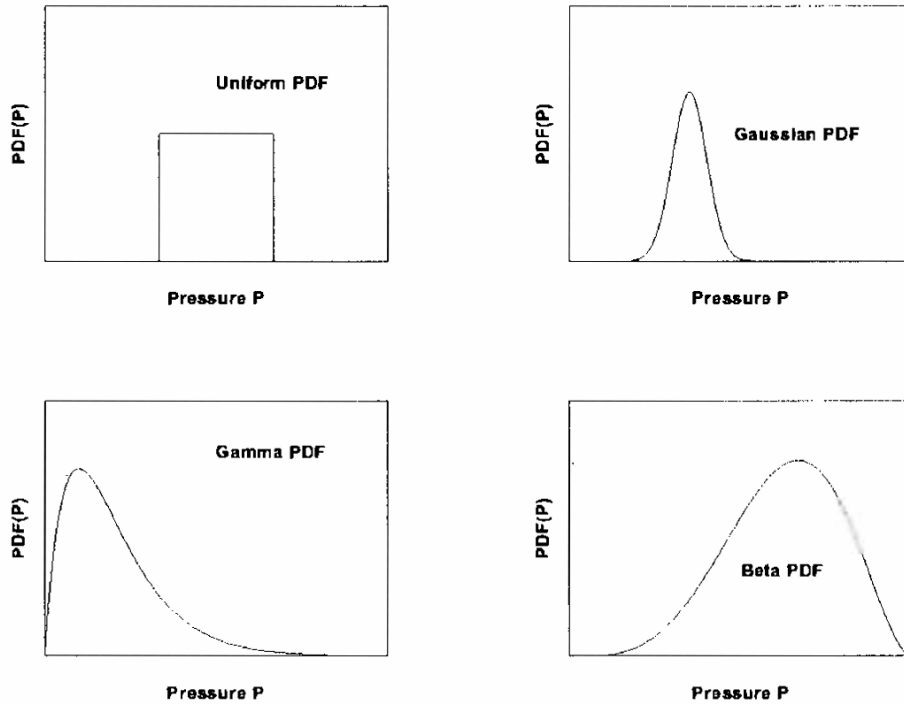 Uniform PDF
PDF(P)
Pressure P
Gaussian PDF
PDF(P)
Pressure P
Gamma PDF
PDF(P)
Pressure P
Beta PDF
PDF(P)
Pressure P